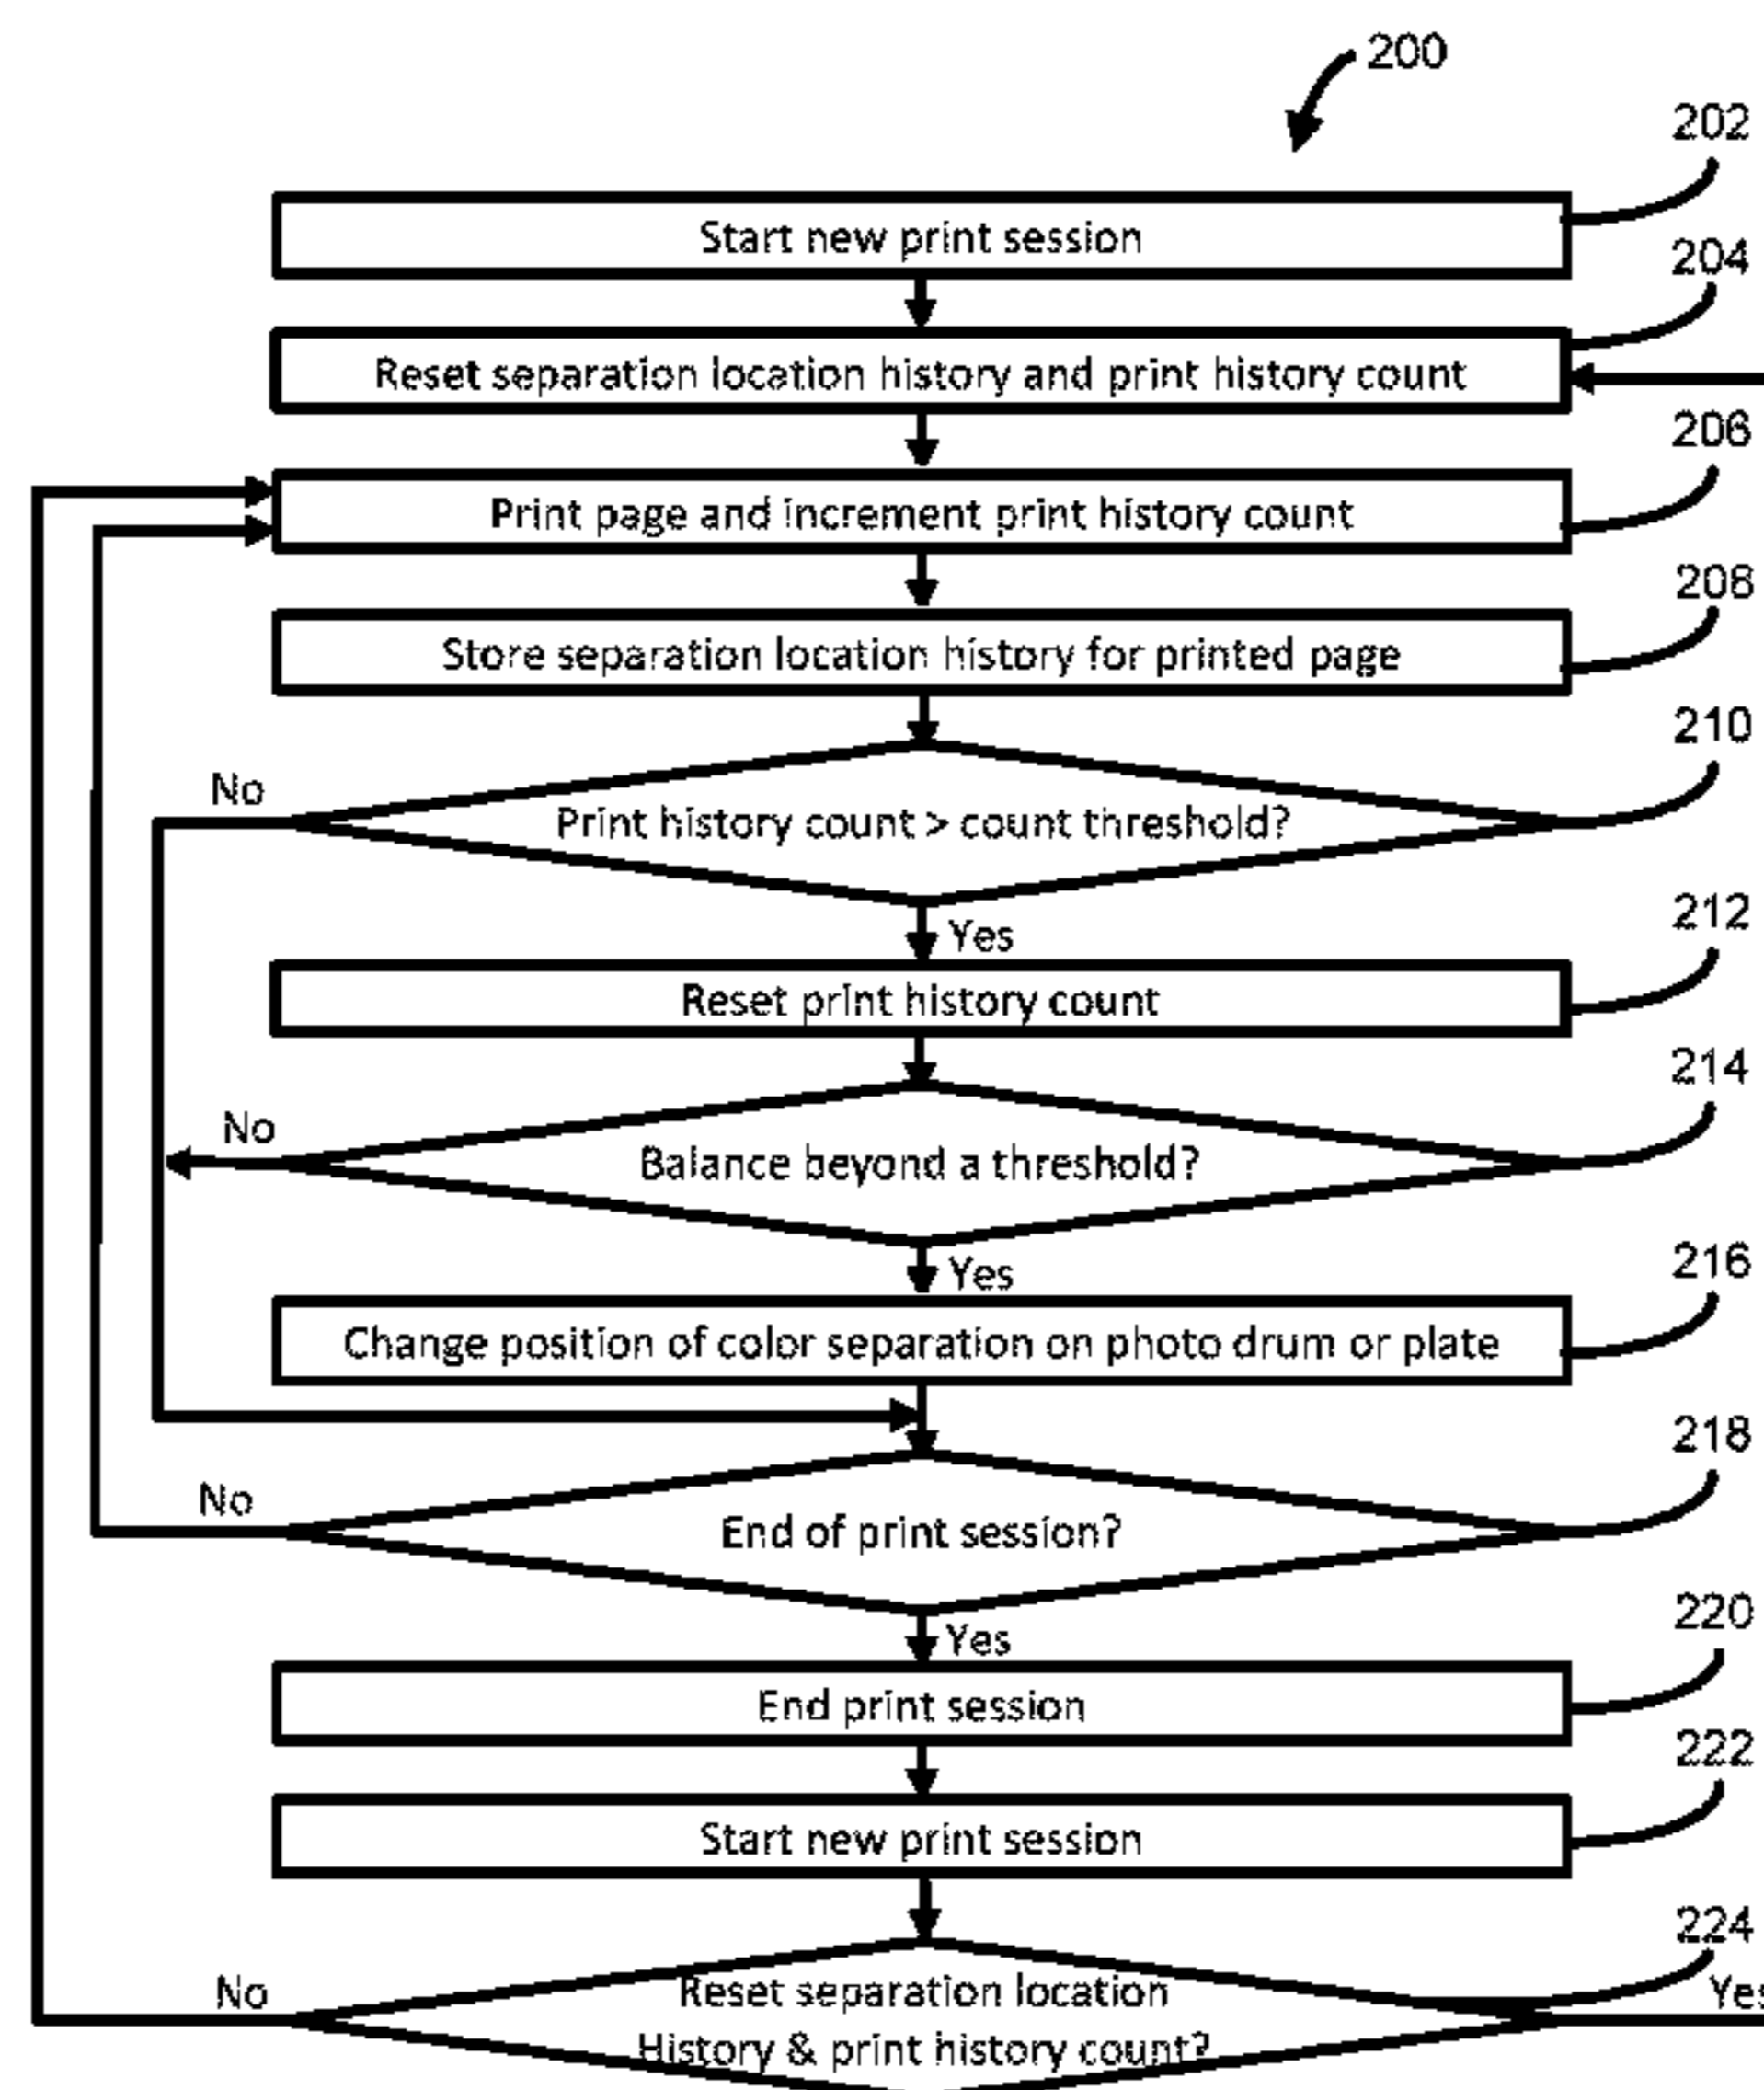 200
202
Start new print session
204
Reset separation location history and print history count
206
Print page and increment print history count
208
Store separation location history for printed page
210
No
Print history count > count threshold?
212
Yes
Reset print history count
214
No
Balance beyond a threshold?
216
Yes
Change position of color separation on photo drum or plate
218
No
End of print session?
220
Yes
End print session
222
Start new print session
224
No
Reset separation location
Yes
History & print history count?